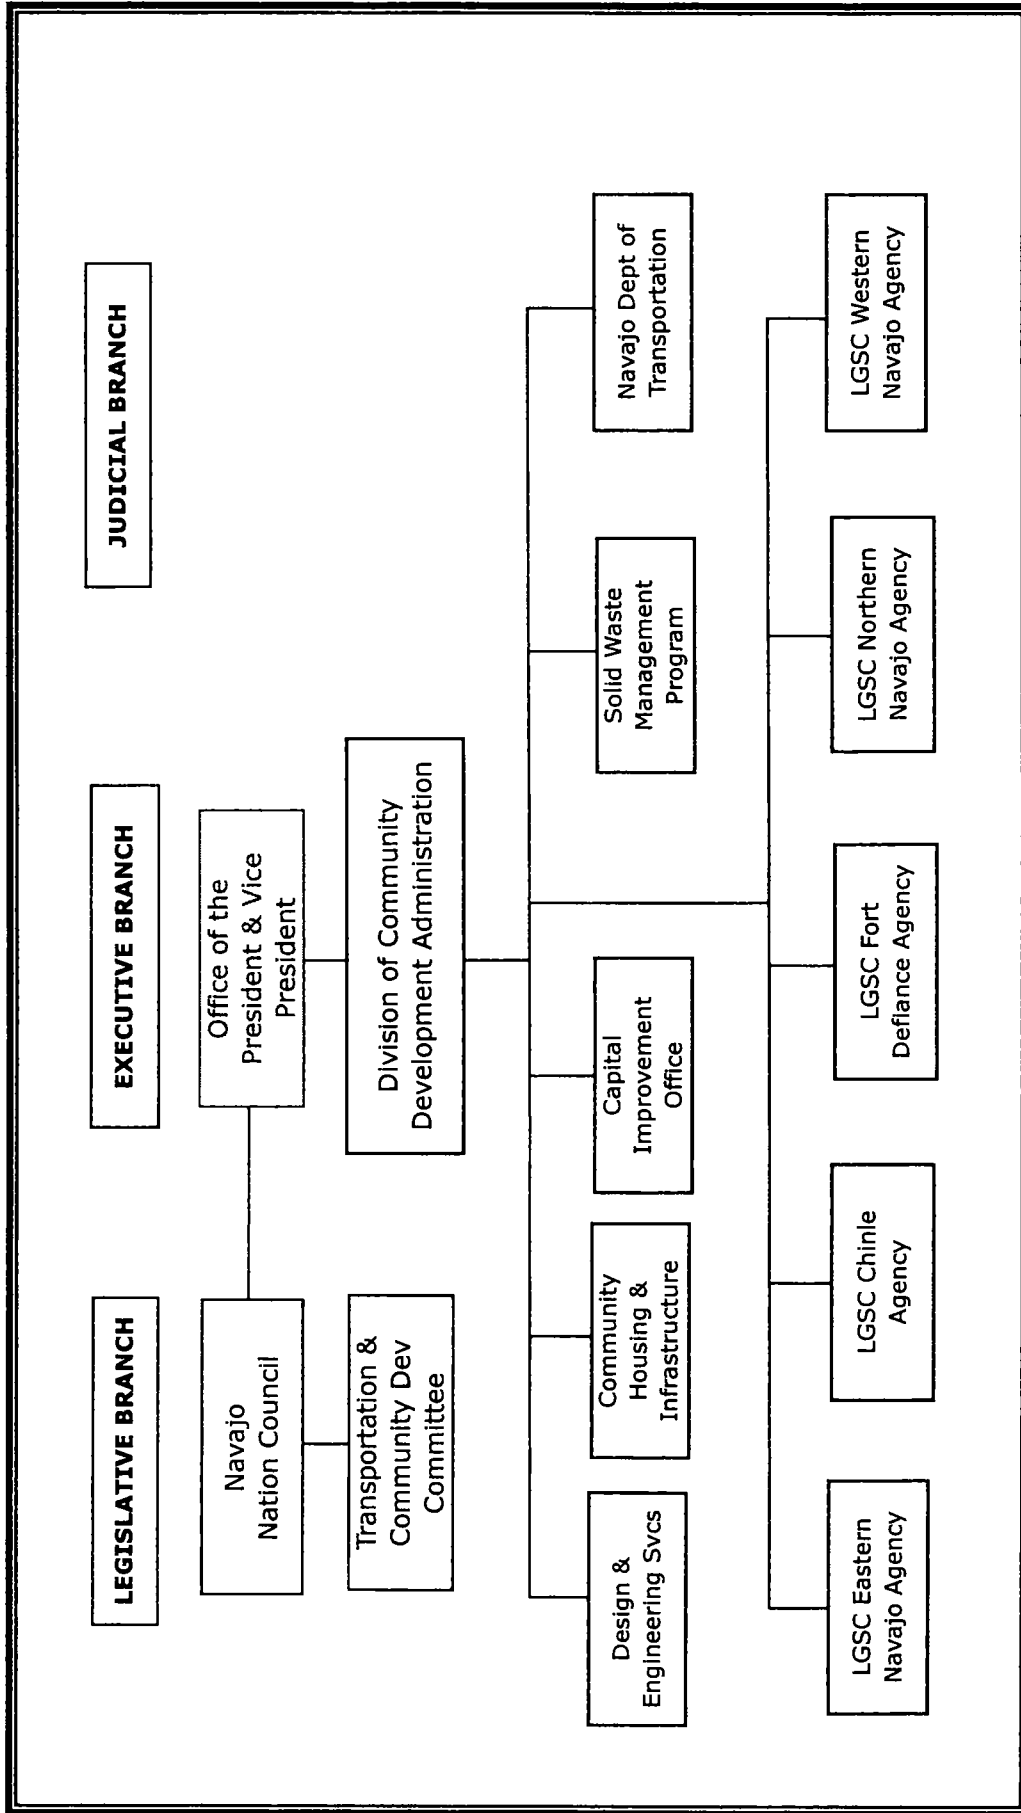 LEGISLATIVE BRANCH
EXECUTIVE BRANCH
JUDICIAL BRANCH
Navajo
Nation Council
Office of the
President & Vice
President
Transportation &
Community Dev
Committee
Division of Community
Development Administration
Design &
Engineering Svcs
Community
Housing &
Infrastructure
Capital
Improvement
Office
Solid Waste
Management
Program
Navajo Dept of
Transportation
LGSC Eastern
Navajo Agency
LGSC Chinle
Agency
LGSC Fort
Defiance Agency
LGSC Northern
Navajo Agency
LGSC Western
Navajo Agency